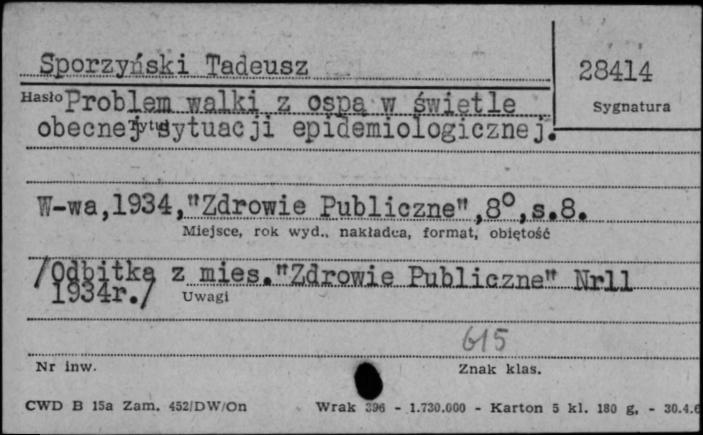 Sporzyński Tadeusz
28414
Hasło Problem walki z ospą w świetle
Sygnatura
obecnej sytuacji epidemiologicznej.
W-wa,1934,"Zdrowie Publiczne",8°,s.8.
Miejsce, rok wyd., nakładca, format, objętość
/Odbitka z mies."Zdrowie Publiczne" Nr11
1934r./
Uwagi
615
Nr inw.
Znak klas.
CWD B 15a Zam. 452/DW/On Wrak 396 - 1.730.000 - Karton 5 kl. 180 g. - 30.4.6